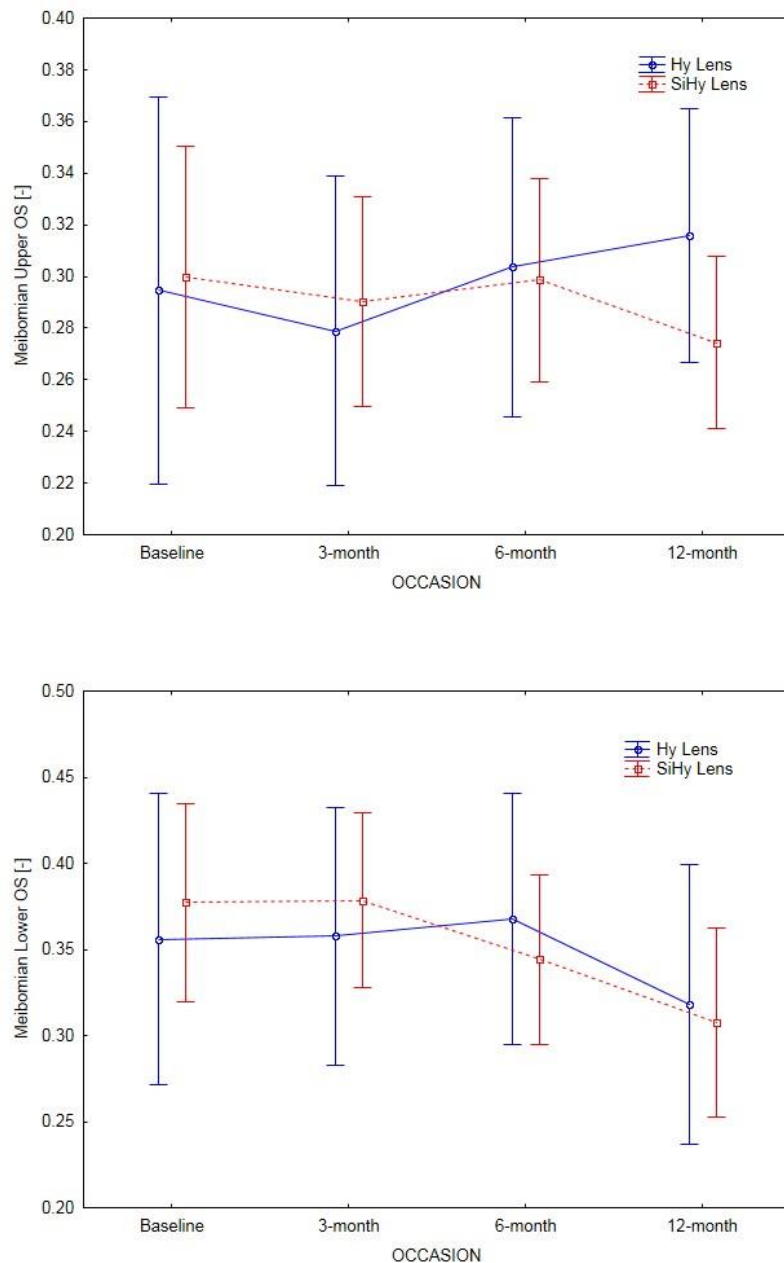 0.40
0.38
0.36
0.34
0.32
0.30
0.28
0.26
0.24
0.22
0.20
Meibomian Upper OS [-]
Hy Lens
SiHy Lens
Baseline 3-month 6-month 12-month
OCCASION
0.50
0.45
0.40
0.35
0.30
0.25
0.20
Meibomian Lower OS [-]
Hy Lens
SiHy Lens
Baseline 3-month 6-month 12-month
OCCASION